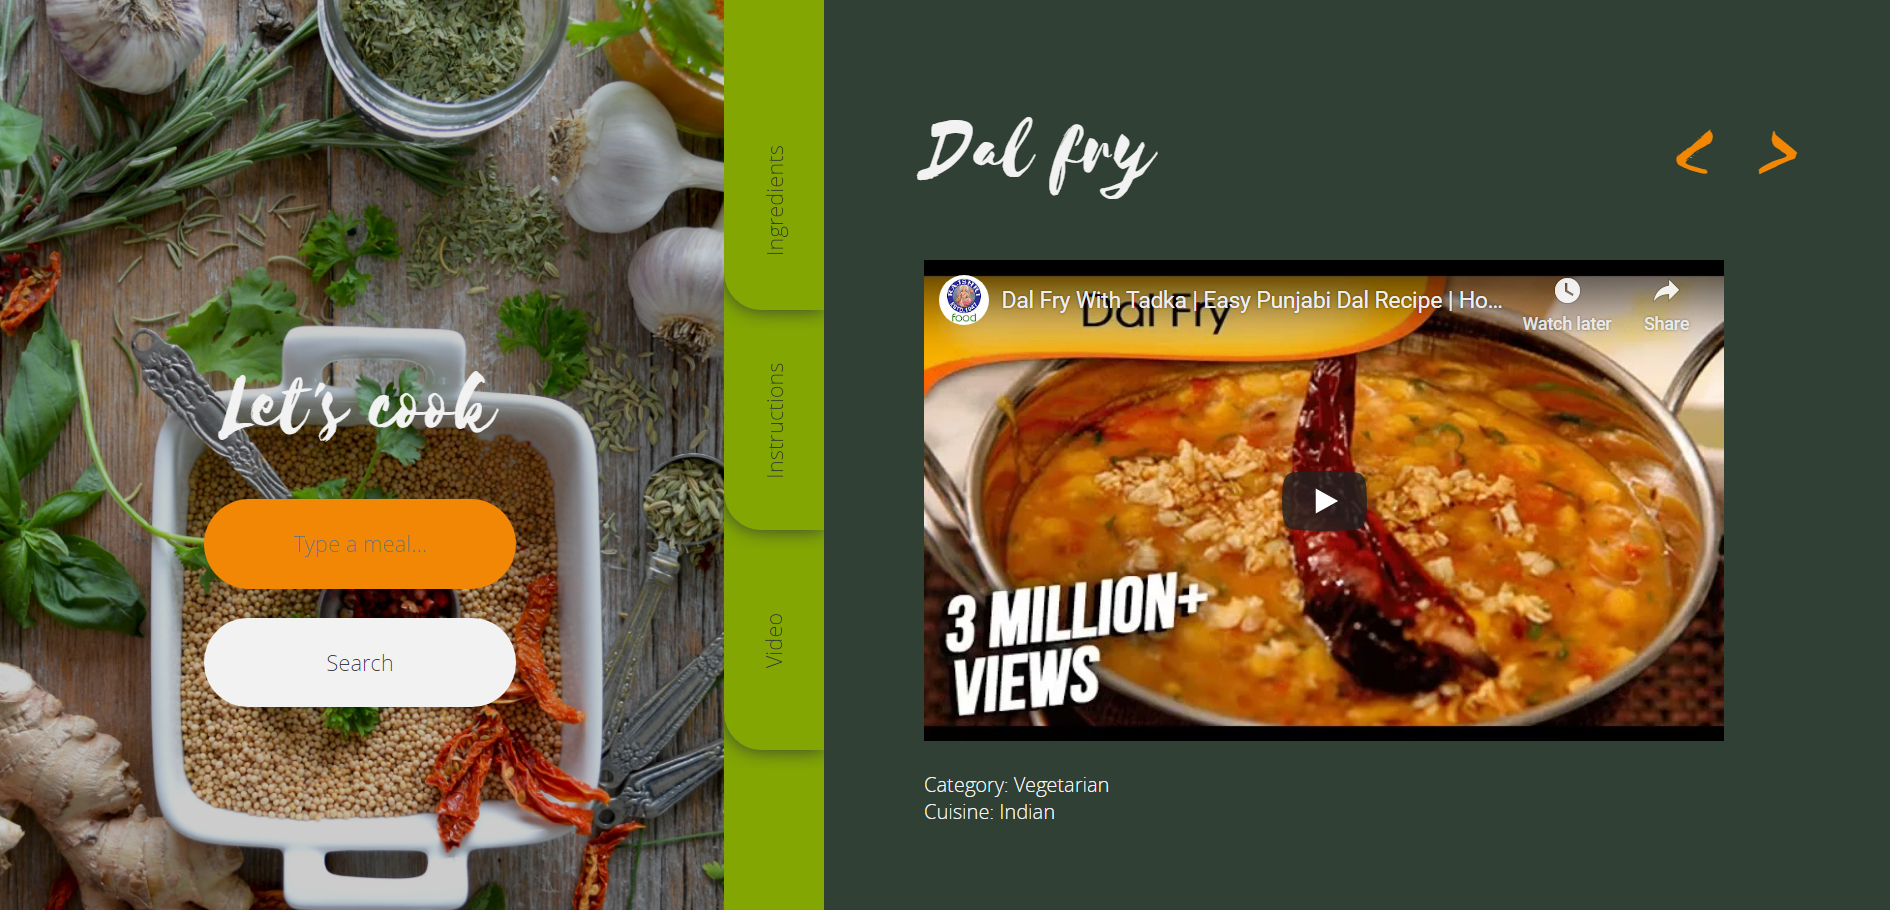 Let's cook
Type a meal...
Search
Ingredients
Instructions
Video
Dal fry
< >
Dal Fry With Tadka | Easy Punjabi Dal Recipe | Ho...
Watch later
Share
food
Dal Fry
3 MILLION+
VIEWS
Category: Vegetarian
Cuisine: Indian